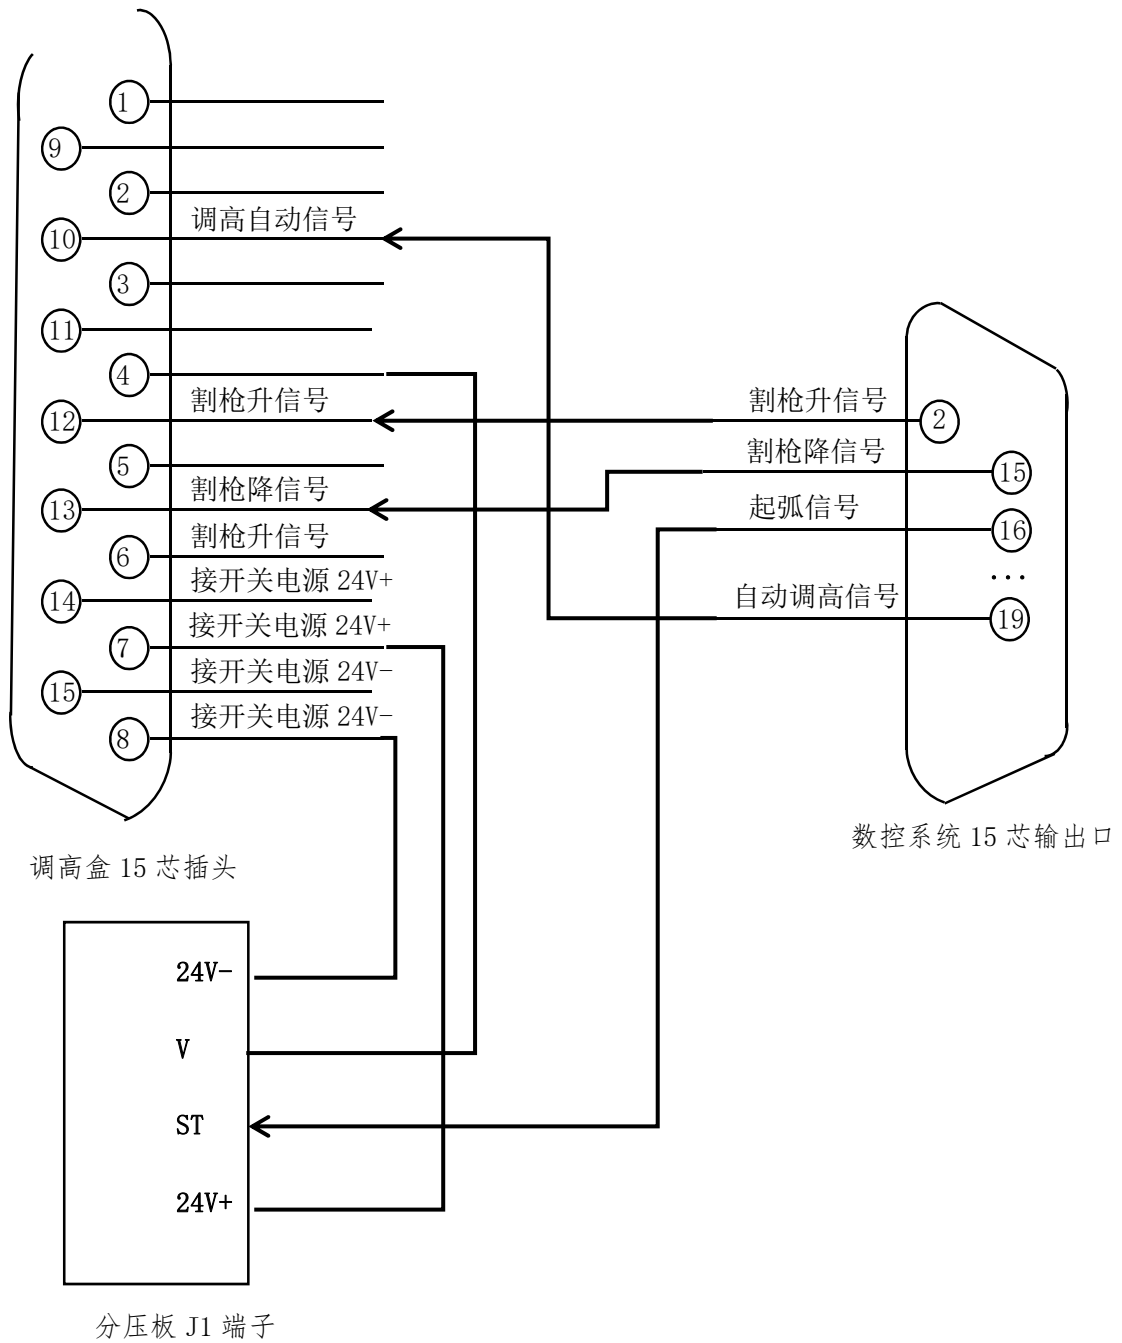 1
9
2
调高自动信号
10
3
11
4
割枪升信号
12
5
割枪降信号
13
割枪升信号
6
接开关电源 24V+
14
接开关电源 24V+
7
接开关电源 24V-
15
接开关电源 24V-
8
调高盒 15 芯插头
割枪升信号
2
割枪降信号
15
起弧信号
16
...
自动调高信号
19
数控系统 15 芯输出口
24V-
V
ST
24V+
分压板 J1 端子